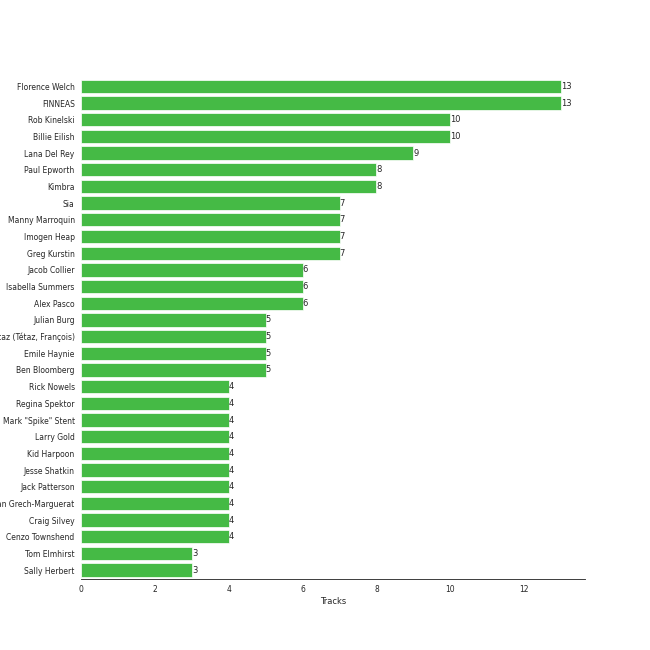 Florence Welch 13
FINNEAS 13
Rob Kinelski 10
Billie Eilish 10
Lana Del Rey 9
Paul Epworth 8
Kimbra 8
Sia 7
Manny Marroquin 7
Imogen Heap 7
Greg Kurstin 7
Jacob Collier 6
Isabella Summers 6
Alex Pasco 6
Julian Burg 5
(Tétaz, François) 5
Emile Haynie 5
Ben Bloomberg 5
Rick Nowels 4
Regina Spektor 4
Mark "Spike" Stent 4
Larry Gold 4
Kid Harpoon 4
Jesse Shatkin 4
Jack Patterson 4
Grech-Marguerat 4
Craig Silvey 4
Cenzo Townshend 4
Tom Elmhirst 3
Sally Herbert 3
0 2 4 6 8 10 12
Tracks